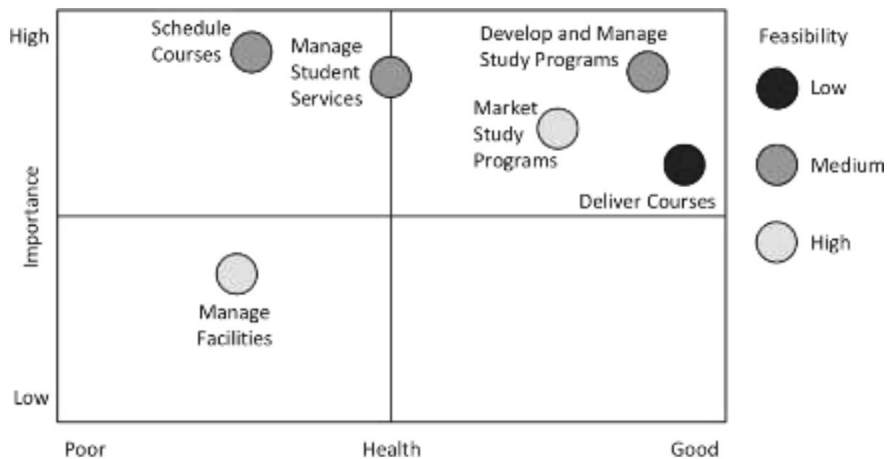 High
Schedule
Courses
Manage
Student
Services
Develop and Manage
Study Programs
Market
Study
Programs
Deliver Courses
Importance
Manage
Facilities
Low
Poor
Health
Good
Feasibility
Low
Medium
High